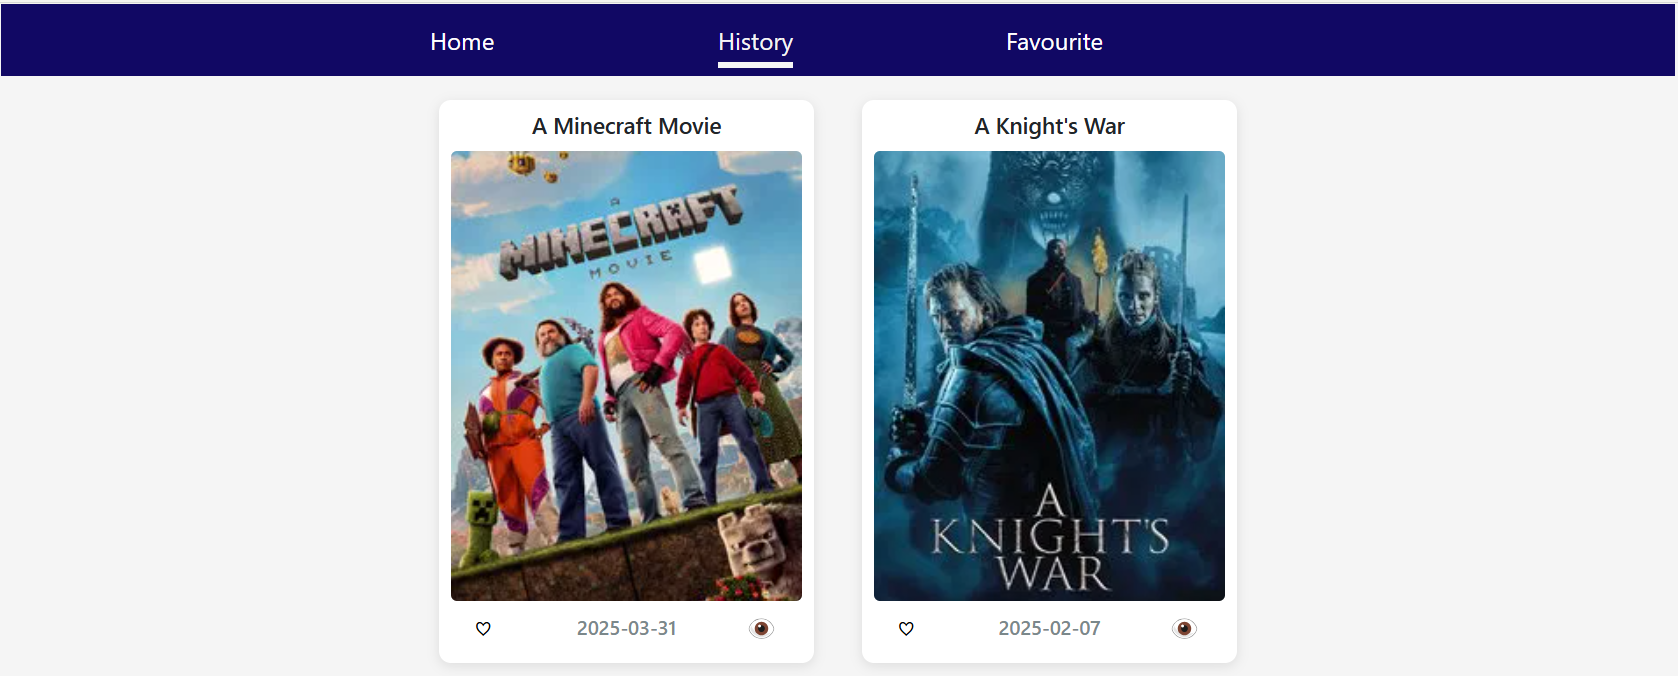 Home History Favourite
A Minecraft Movie
A
MINECRAFT
MOVIE
2025-03-31
A Knight's War
A
KNIGHT'S
WAR
2025-02-07